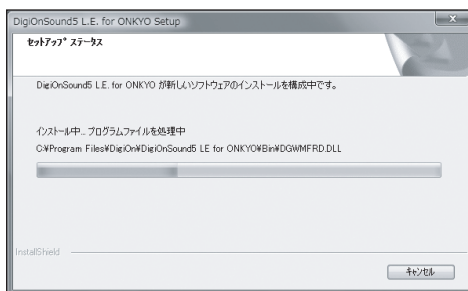 DigiOnSound5 L.E. for ONKYO Setup
セットアップ ステータス
DigiOnSound5 L.E. for ONKYO が新しいソフトウェアのインストールを構成中です。
インストール中... プログラムファイルを処理中
C:¥Program Files¥DigiOn¥DigiOnSound5 LE for ONKYO¥Bin¥DGWMFRD.DLL
InstallShield
キャンセル